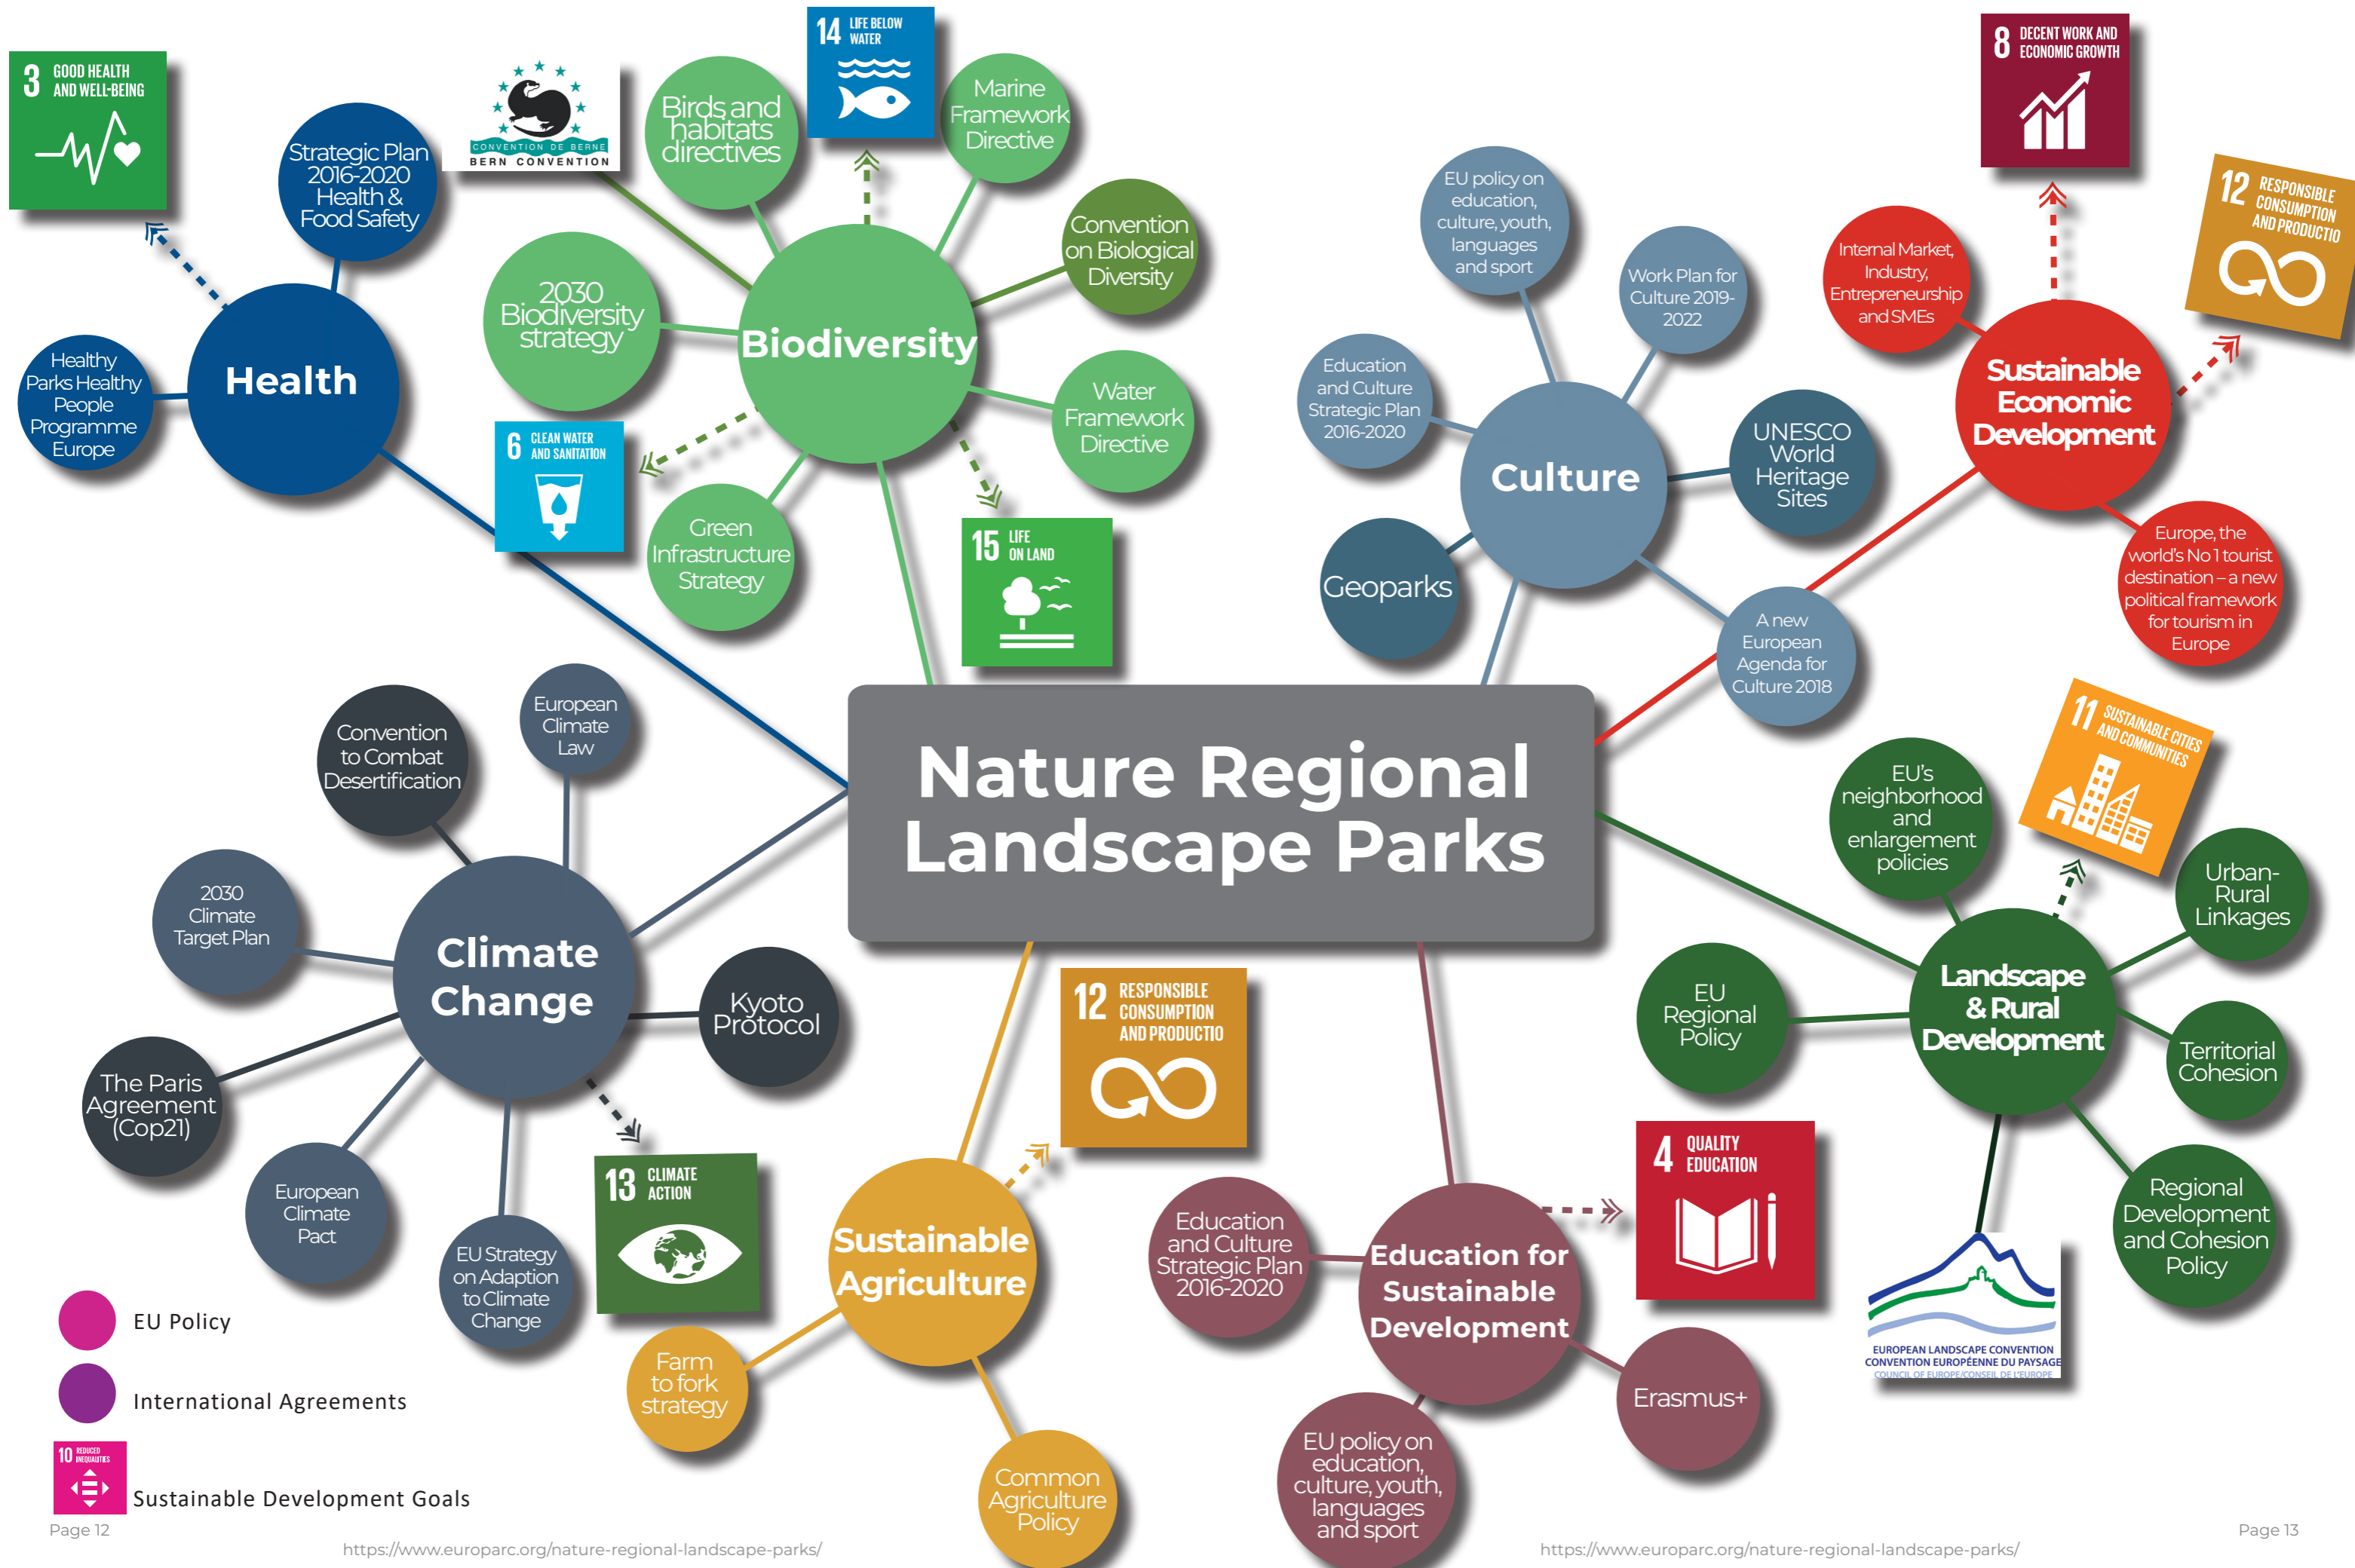 3 GOOD HEALTH
AND WELL-BEING
Strategic Plan
2016-2020
Health &
Food Safety
Healthy
Parks Healthy
People
Programme
Europe
Health
CONVENTION DE BERNE
BERN CONVENTION
Birds and
habitats
directives
14 LIFE BELOW
WATER
Marine
Framework
Directive
Convention
on Biological
Diversity
2030
Biodiversity
strategy
Biodiversity
Water
Framework
Directive
6 CLEAN WATER
AND SANITATION
Green
Infrastructure
Strategy
15 LIFE
ON LAND
EU policy on
education,
culture, youth,
languages
and sport
Work Plan for
Culture 2019-
2022
Education
and Culture
Strategic Plan
2016-2020
Culture
UNESCO
World
Heritage
Sites
Geoparks
A new
European
Agenda for
Culture 2018
8 DECENT WORK AND
ECONOMIC GROWTH
12 RESPONSIBLE
CONSUMPTION
AND PRODUCTIO
Internal Market,
Industry,
Entrepreneurship
and SMEs
Sustainable
Economic
Development
Europe, the
world's No 1 tourist
destination – a new
political framework
for tourism in
Europe
Nature Regional
Landscape Parks
Convention
to Combat
Desertification
European
Climate
Law
2030
Climate
Target Plan
Climate
Change
Kyoto
Protocol
The Paris
Agreement
(Cop21)
European
Climate
Pact
EU Strategy
on Adaption
to Climate
Change
13 CLIMATE
ACTION
12 RESPONSIBLE
CONSUMPTION
AND PRODUCTIO
Sustainable
Agriculture
Farm
to fork
strategy
Common
Agriculture
Policy
Education
and Culture
Strategic Plan
2016-2020
Education for
Sustainable
Development
4 QUALITY
EDUCATION
EU policy on
education,
culture, youth,
languages
and sport
Erasmus+
EU's
neighborhood
and
enlargement
policies
11 SUSTAINABLE CITIES
AND COMMUNITIES
Urban-
Rural
Linkages
EU
Regional
Policy
Landscape
& Rural
Development
Territorial
Cohesion
Regional
Development
and Cohesion
Policy
EUROPEAN LANDSCAPE CONVENTION
CONVENTION EUROPÉENNE DU PAYSAGE
COUNCIL OF EUROPE/CONSEIL DE L'EUROPE
EU Policy
International Agreements
10 REDUCED
INEQUALITIES
Sustainable Development Goals
Page 12
https://www.europarc.org/nature-regional-landscape-parks/
https://www.europarc.org/nature-regional-landscape-parks/
Page 13